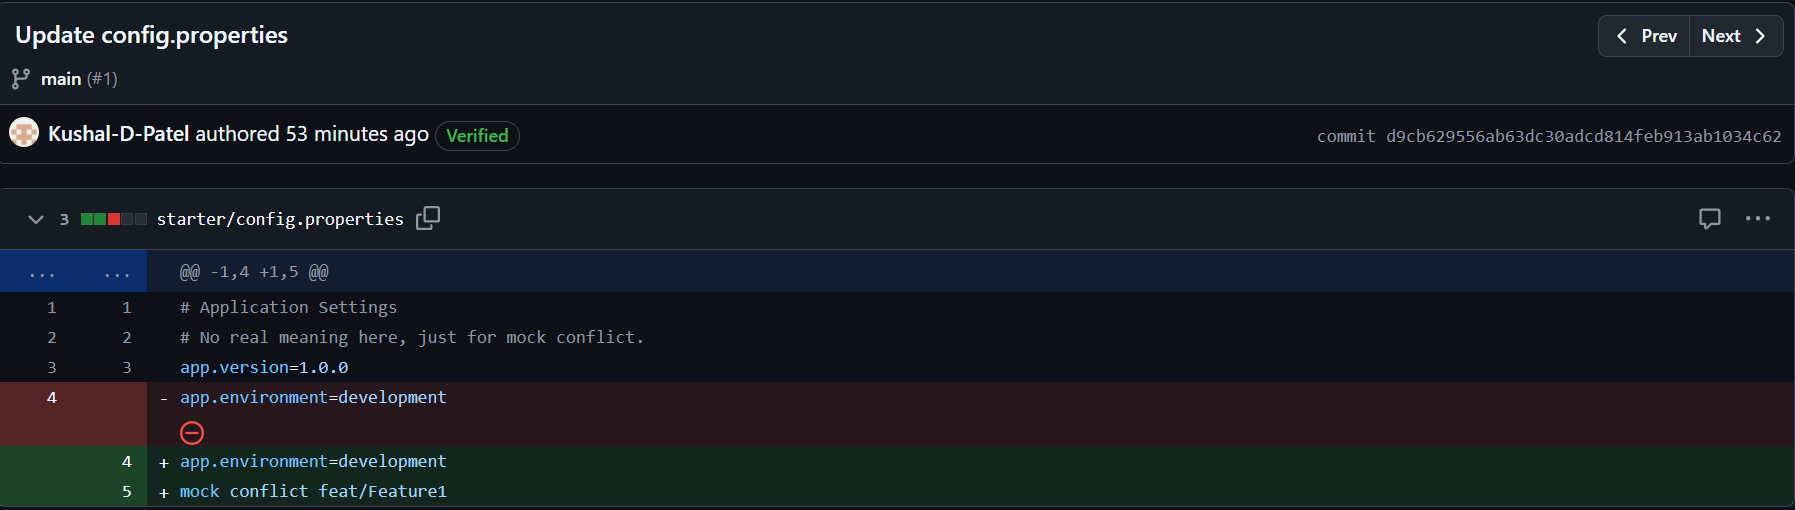 Update config.properties
Prev Next
main (#1)
Kushal-D-Patel authored 53 minutes ago Verified
commit d9cb629556ab63dc30adcd814feb913ab1034c62
3 starter/config.properties
... ... @@ -1,4 +1,5 @@
1 1 # Application Settings
2 2 # No real meaning here, just for mock conflict.
3 3 app.version=1.0.0
4 - app.environment=development
4 + app.environment=development
5 + mock conflict feat/Feature1